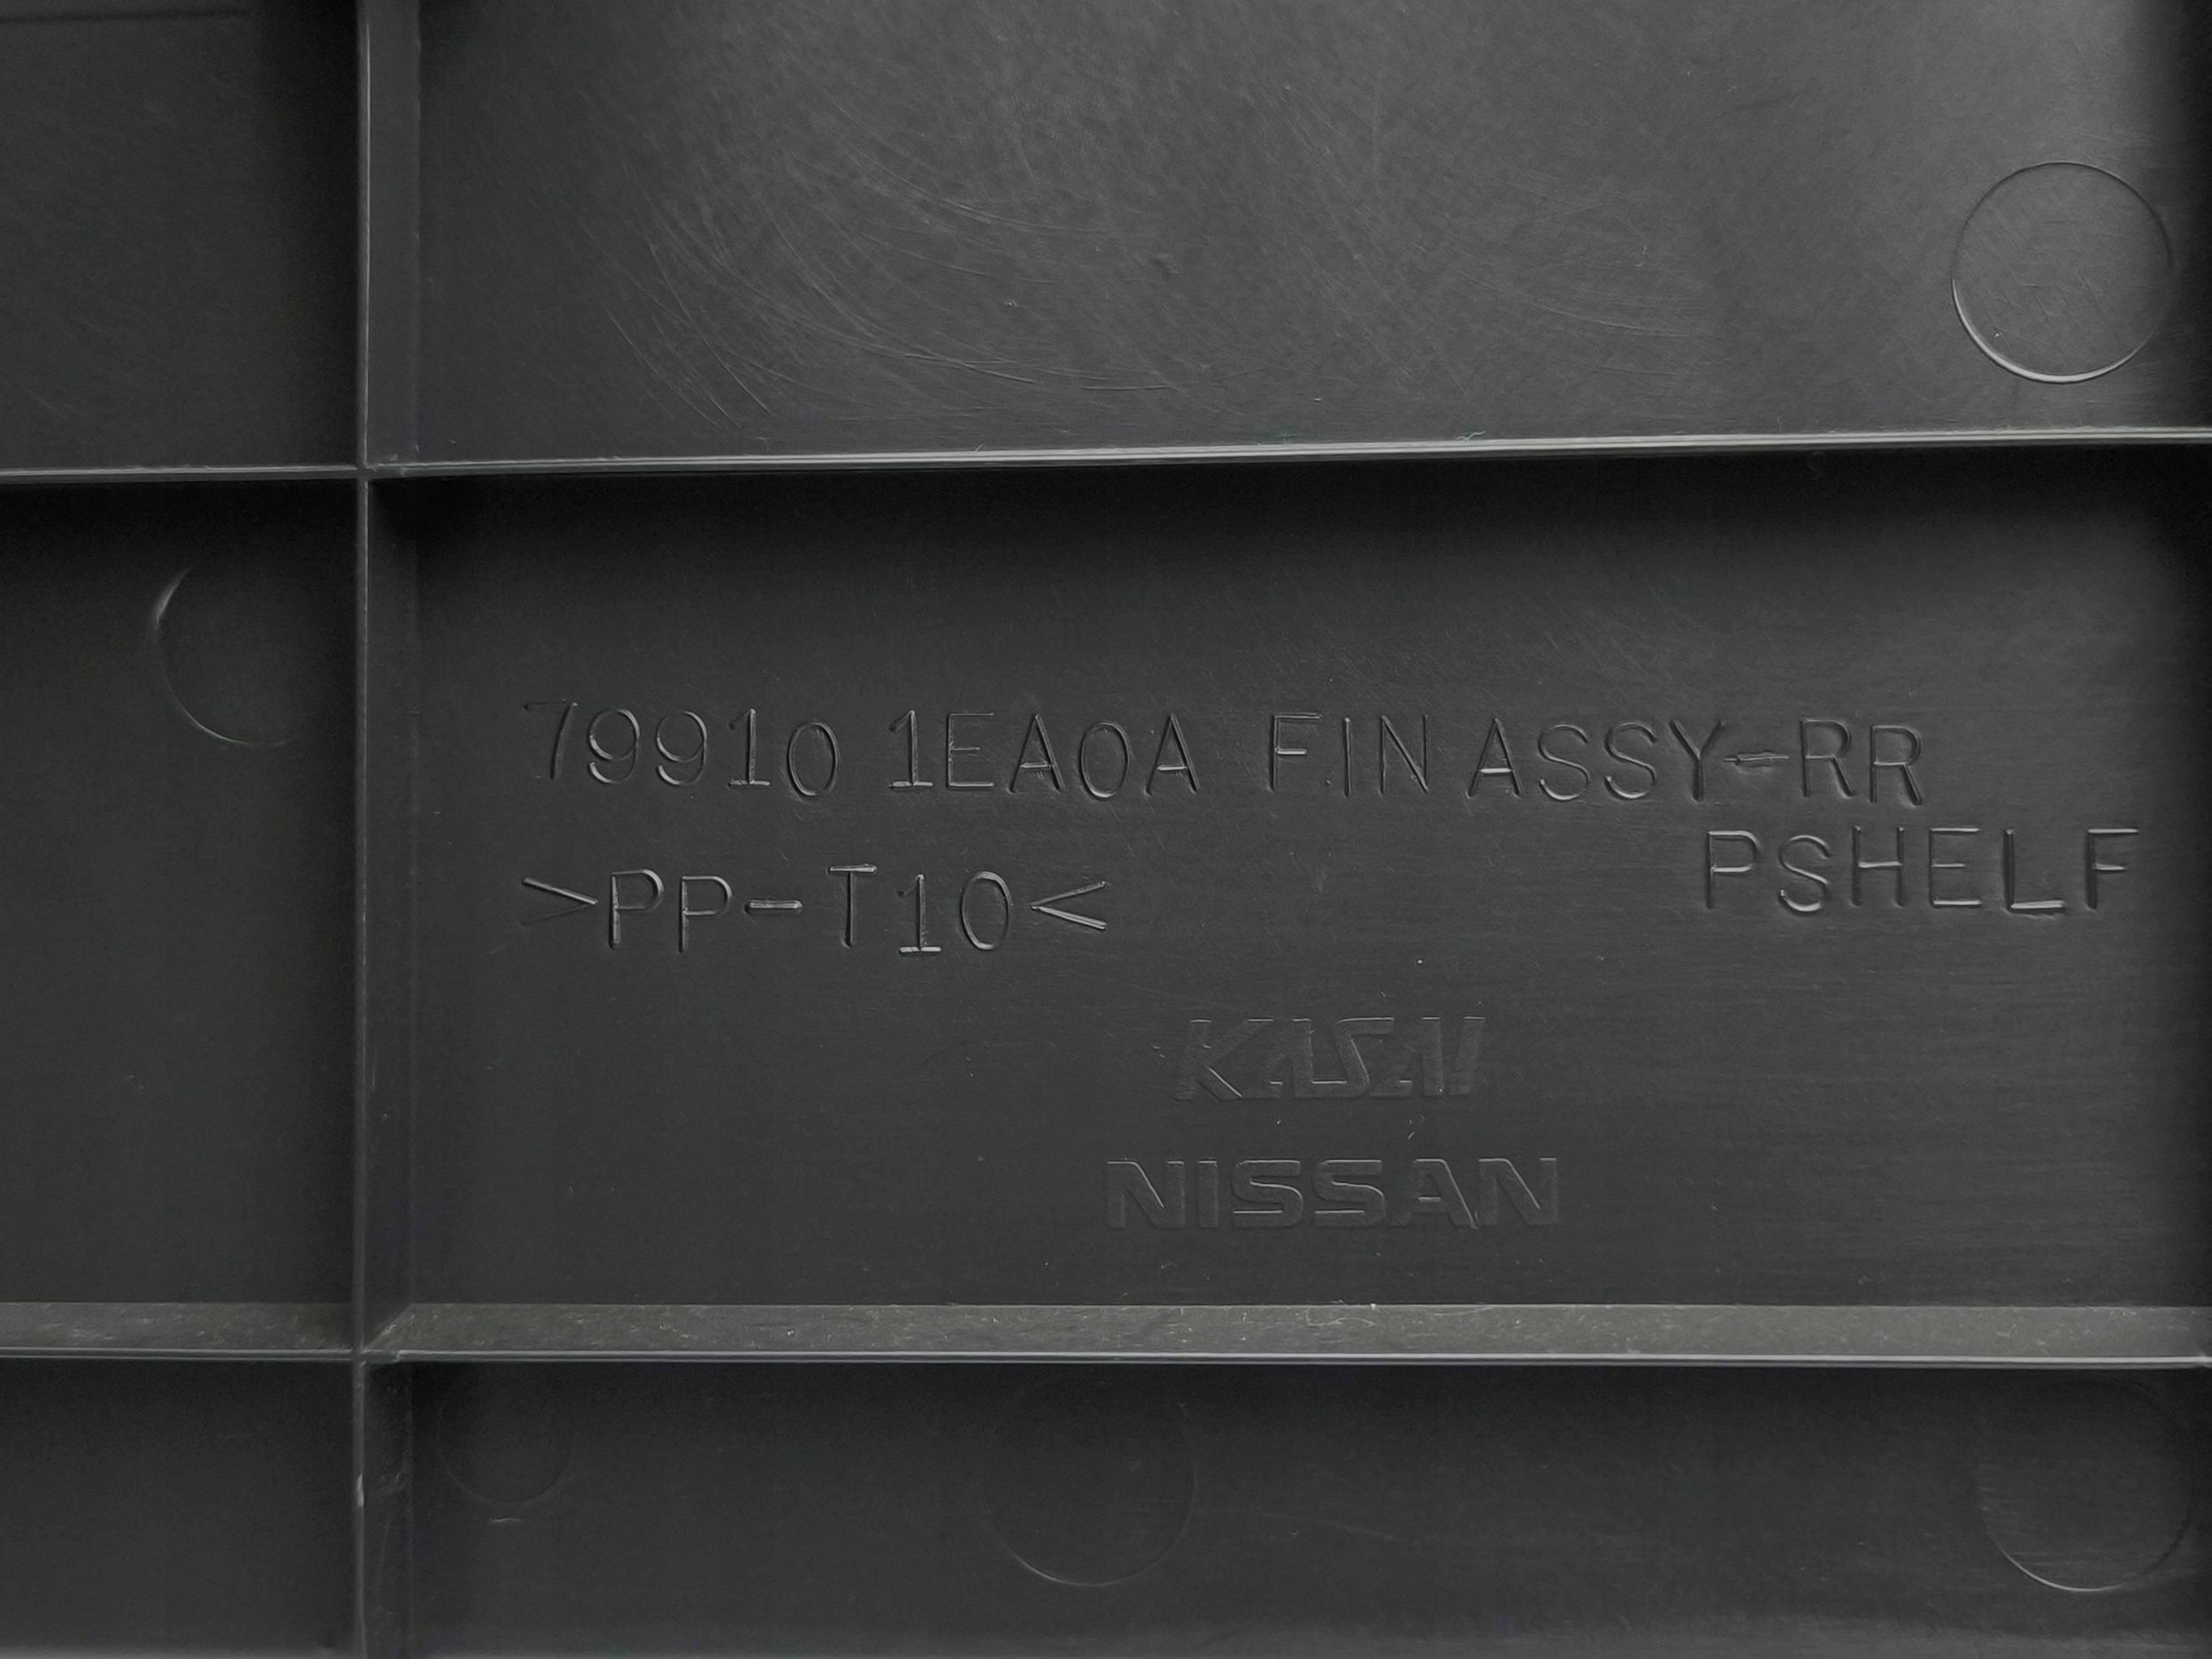 79910 1EA0A FIN ASSY-RR
PSHELF
>PP-T10<
KASAI
NISSAN